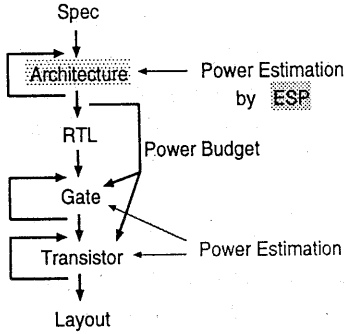 Spec
Architecture
Power Estimation
by ESP
RTL
Power Budget
Gate
Power Estimation
Transistor
Layout